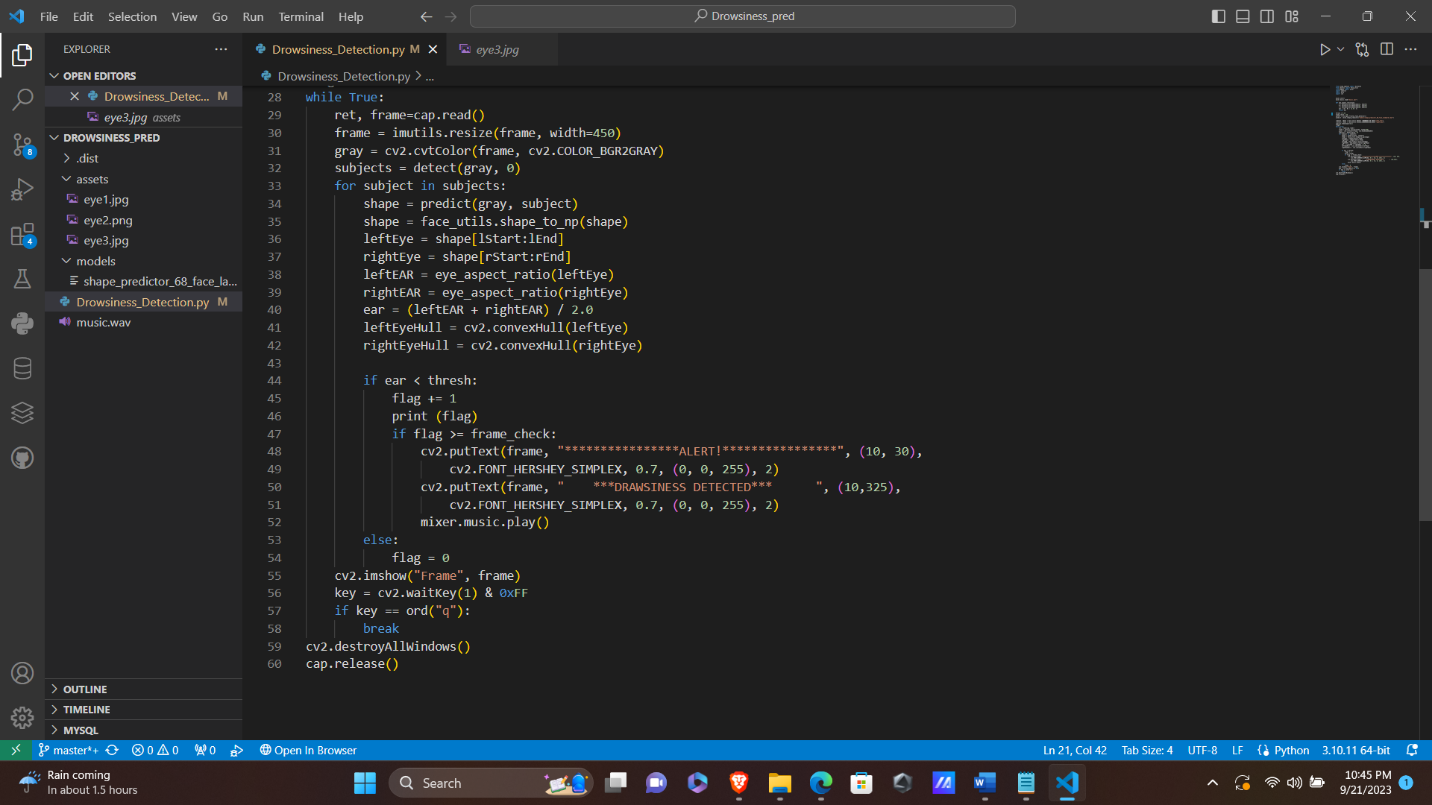 File Edit Selection View Go Run Terminal Help
Drowsiness_pred
EXPLORER
OPEN EDITORS
Drowsiness_Detec... M
eye3.jpg assets
DROWSINESS_PRED
.dist
assets
eye1.jpg
eye2.png
eye3.jpg
models
shape_predictor_68_face_la...
Drowsiness_Detection.py M
music.wav
OUTLINE
TIMELINE
MYSQL
8
4
Drowsiness_Detection.py M
eye3.jpg
Drowsiness_Detection.py > ...
28 while True:
29 ret, frame=cap.read()
30 frame = imutils.resize(frame, width=450)
31 gray = cv2.cvtColor(frame, cv2.COLOR_BGR2GRAY)
32 subjects = detect(gray, 0)
33 for subject in subjects:
34 shape = predict(gray, subject)
35 shape = face_utils.shape_to_np(shape)
36 leftEye = shape[lStart:lEnd]
37 rightEye = shape[rStart:rEnd]
38 leftEAR = eye_aspect_ratio(leftEye)
39 rightEAR = eye_aspect_ratio(rightEye)
40 ear = (leftEAR + rightEAR) / 2.0
41 leftEyeHull = cv2.convexHull(leftEye)
42 rightEyeHull = cv2.convexHull(rightEye)
43
44 if ear < thresh:
45 flag += 1
46 print (flag)
47 if flag >= frame_check:
48 cv2.putText(frame, "****************ALERT!****************", (10, 30),
49 cv2.FONT_HERSHEY_SIMPLEX, 0.7, (0, 0, 255), 2)
50 cv2.putText(frame, "    ***DRAWSINESS DETECTED***      ", (10,325),
51 cv2.FONT_HERSHEY_SIMPLEX, 0.7, (0, 0, 255), 2)
52 mixer.music.play()
53 else:
54 flag = 0
55 cv2.imshow("Frame", frame)
56 key = cv2.waitKey(1) & 0xFF
57 if key == ord("q"):
58 break
59 cv2.destroyAllWindows()
60 cap.release()
master*+ 0 0 0 Open In Browser
Ln 21, Col 42 Tab Size: 4 UTF-8 LF Python 3.10.11 64-bit
Rain coming
In about 1.5 hours
Search
10:45 PM
9/21/2023
1